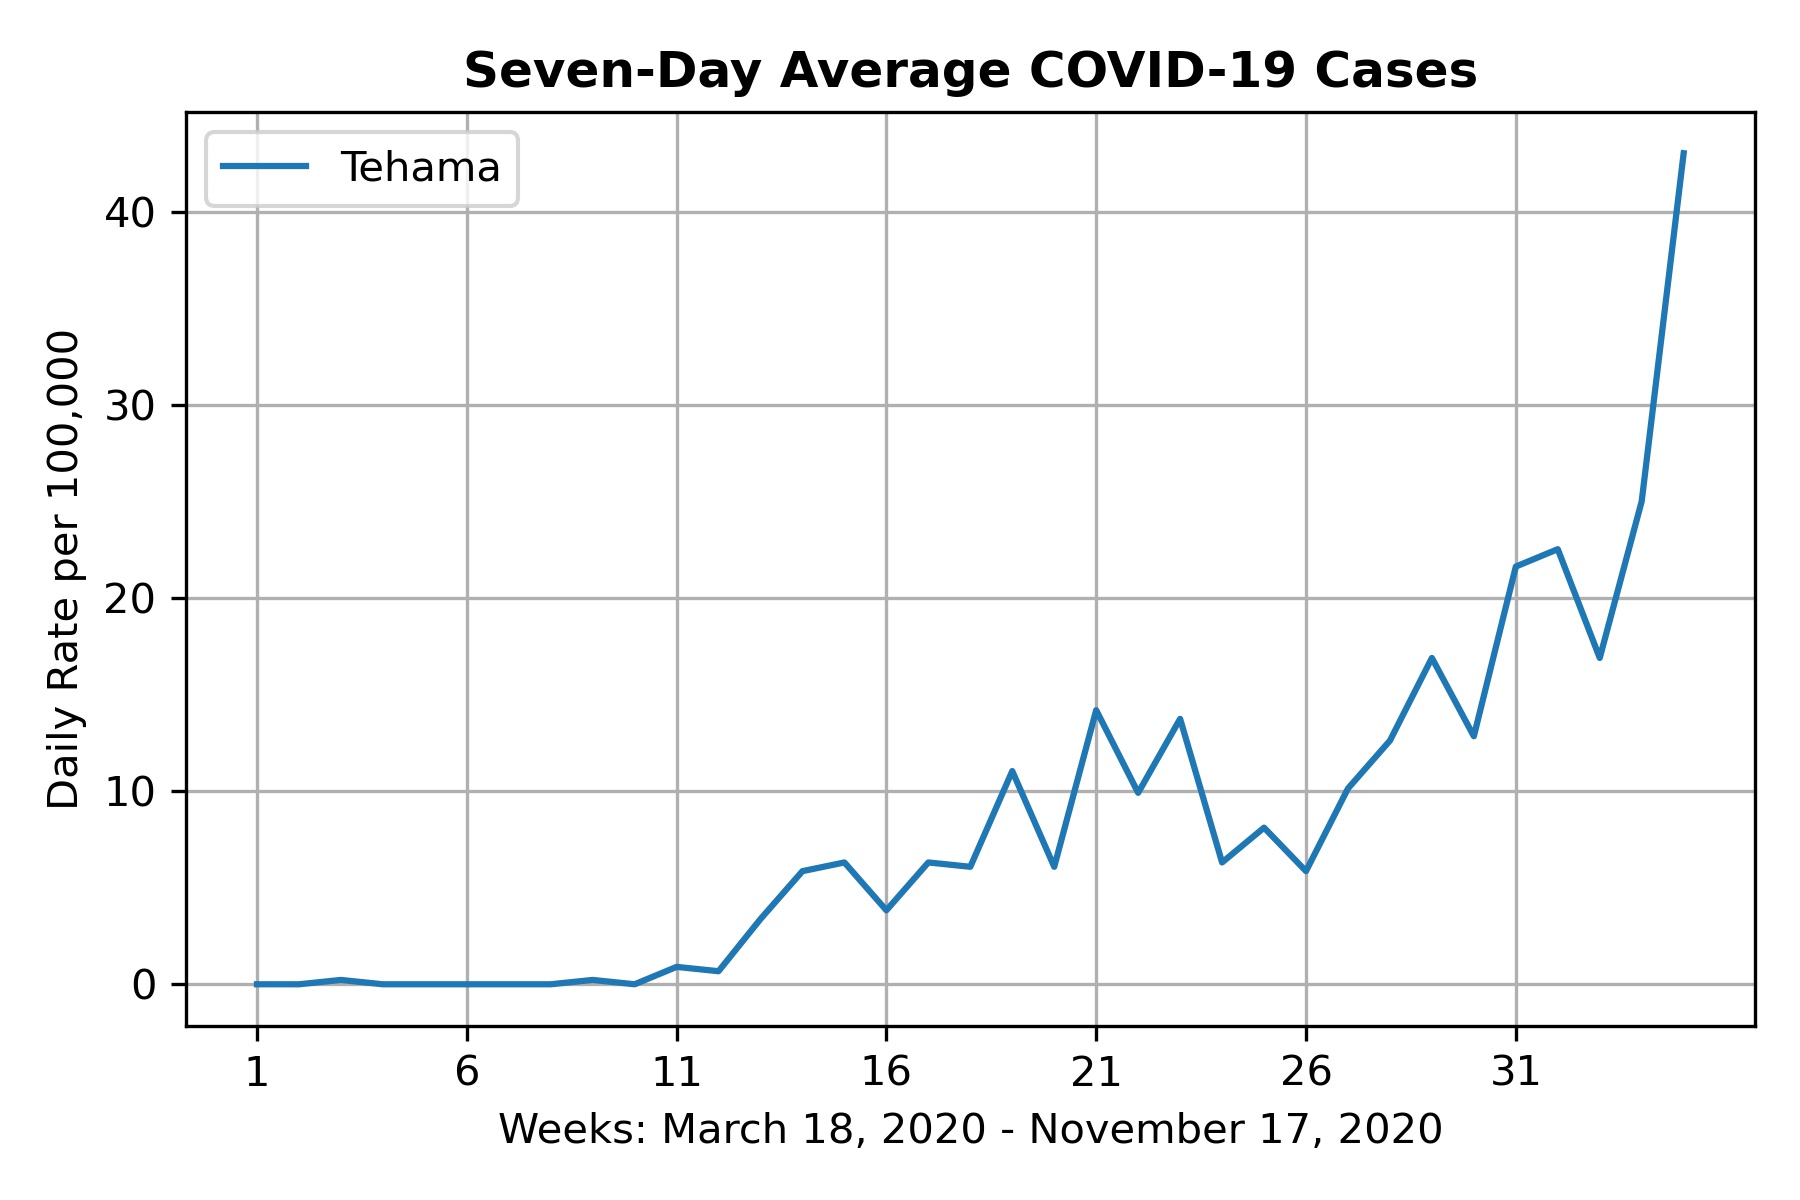 Seven-Day Average COVID-19 Cases
Tehama
Daily Rate per 100,000
40
30
20
10
0
1 6 11 16 21 26 31
Weeks: March 18, 2020 - November 17, 2020